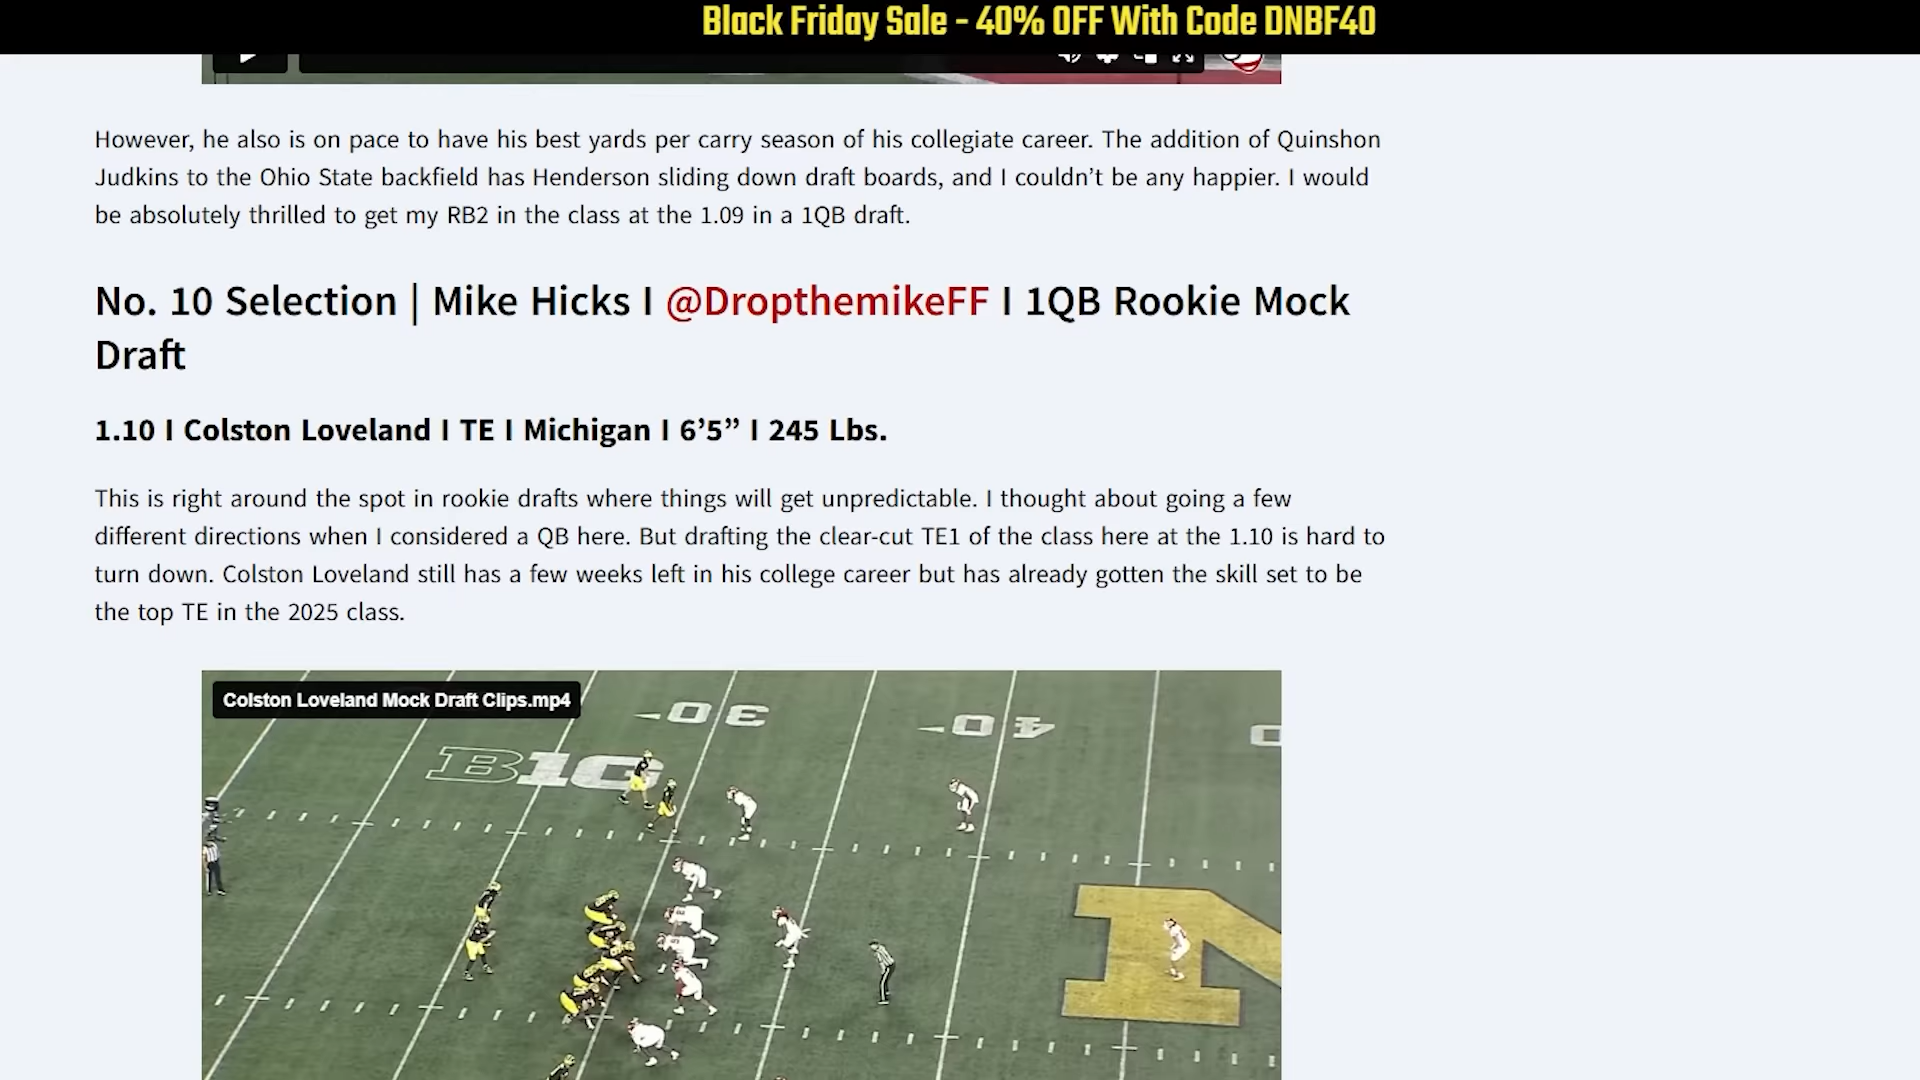 Black Friday Sale - 40% OFF With Code DNBF40
However, he also is on pace to have his best yards per carry season of his collegiate career. The addition of Quinshon
Judkins to the Ohio State backfield has Henderson sliding down draft boards, and I couldn’t be any happier. I would
be absolutely thrilled to get my RB2 in the class at the 1.09 in a 1QB draft.
No. 10 Selection | Mike Hicks I @DropthemikeFF I 1QB Rookie Mock
Draft
1.10 I Colston Loveland I TE I Michigan I 6’5” I 245 Lbs.
This is right around the spot in rookie drafts where things will get unpredictable. I thought about going a few
different directions when I considered a QB here. But drafting the clear-cut TE1 of the class here at the 1.10 is hard to
turn down. Colston Loveland still has a few weeks left in his college career but has already gotten the skill set to be
the top TE in the 2025 class.
Colston Loveland Mock Draft Clips.mp4
30
40
B1G